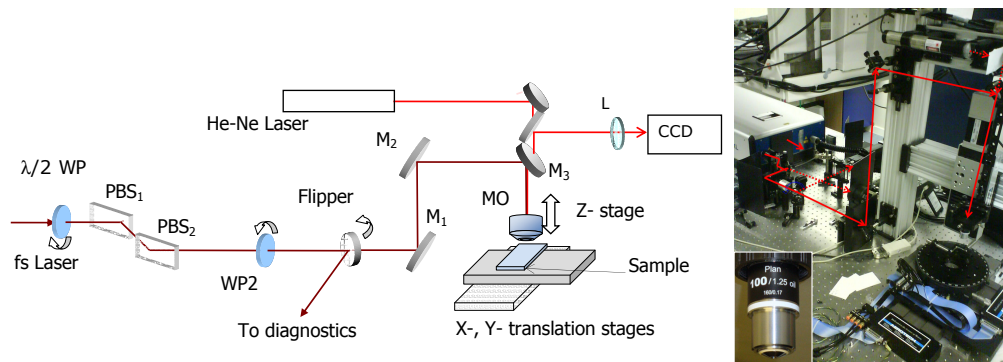 He-Ne Laser
L
CCD
M2
M3
λ/2 WP
PBS1
PBS2
Flipper
M1
MO
Z- stage
fs Laser
WP2
Sample
To diagnostics
X-, Y- translation stages
Plan
100/1.25 oil
160/0.17